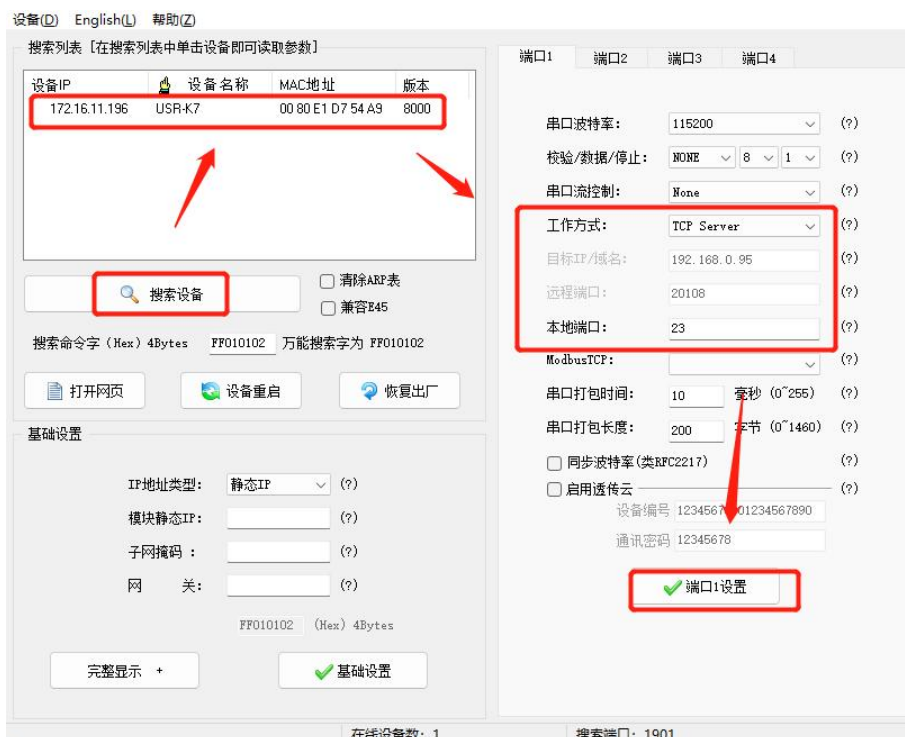 设备(D) English(L) 帮助(Z)
搜索列表 [在搜索列表中单击设备即可读取参数]
设备IP 设备名称 MAC地址 版本
172.16.11.196 USR-K7 00 80 E1 D7 54 A9 8000
搜索设备
清除ARP表
兼容E45
搜索命令字（Hex）4Bytes FF010102 万能搜索字为 FF010102
打开网页 设备重启 恢复出厂
基础设置
IP地址类型： 静态IP (?)
模块静态IP： (?)
子网掩码 ： (?)
网 关： (?)
FF010102 (Hex) 4Bytes
完整显示 + 基础设置
端口1 端口2 端口3 端口4
串口波特率： 115200 (?)
校验/数据/停止： NONE 8 1 (?)
串口流控制： None (?)
工作方式： TCP Server (?)
目标IP/域名： 192.168.0.95 (?)
远程端口： 20108 (?)
本地端口： 23 (?)
ModbusTCP： (?)
串口打包时间： 10 毫秒 (0~255) (?)
串口打包长度： 200 字节 (0~1460) (?)
同步波特率(类RFC2217) (?)
启用透传云 (?)
设备编号 1234567 01234567890
通讯密码 12345678
端口1设置
在线设备数：1 搜索端口：1901